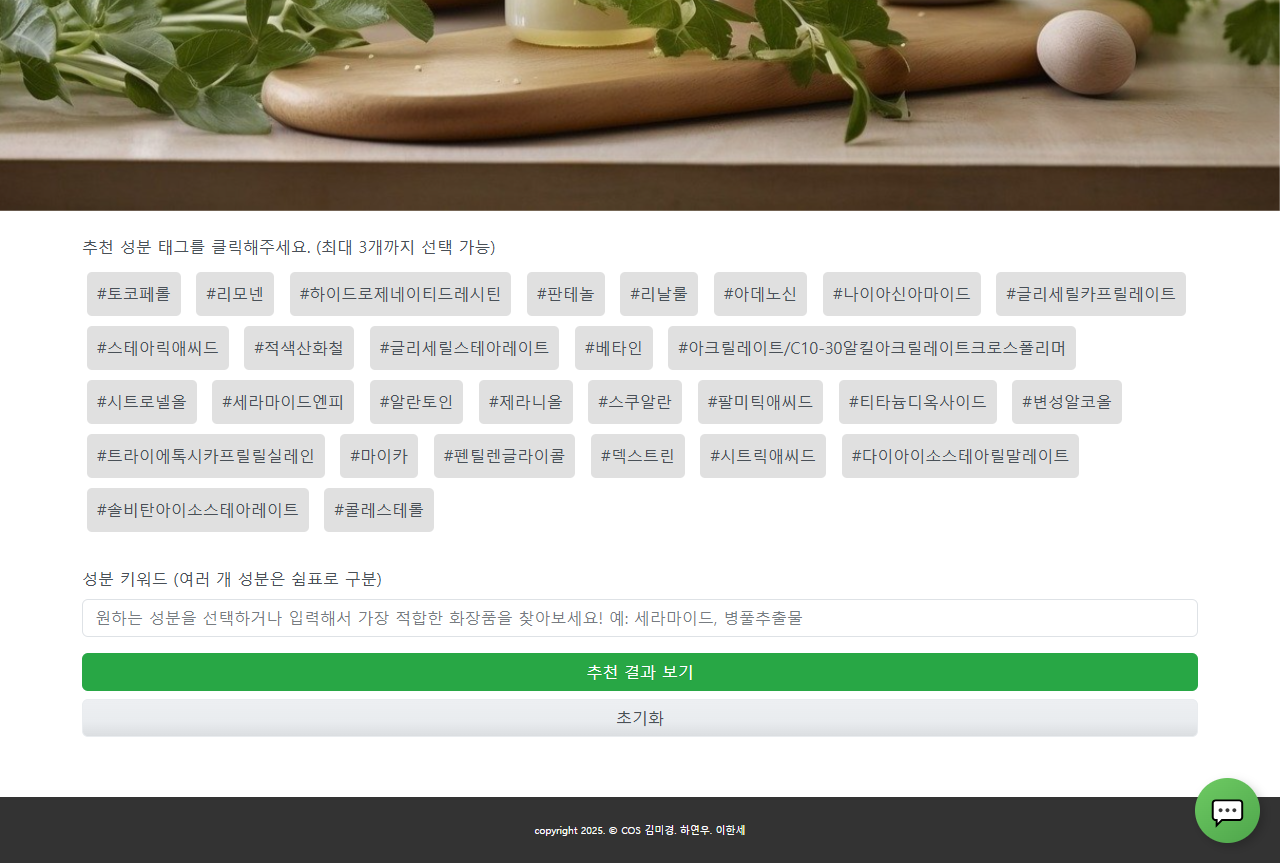 추천 성분 태그를 클릭해주세요. (최대 3개까지 선택 가능)
#토코페롤 #리모넨 #하이드로제네이티드레시틴 #판테놀 #리날룰 #아데노신 #나이아신아마이드 #글리세릴카프릴레이트
#스테아릭애씨드 #적색산화철 #글리세릴스테아레이트 #베타인 #아크릴레이트/C10-30알킬아크릴레이트크로스폴리머
#시트로넬올 #세라마이드엔피 #알란토인 #제라니올 #스쿠알란 #팔미틱애씨드 #티타늄디옥사이드 #변성알코올
#트라이에톡시카프릴릴실레인 #마이카 #펜틸렌글라이콜 #덱스트린 #시트릭애씨드 #다이아이소스테아릴말레이트
#솔비탄아이소스테아레이트 #콜레스테롤
성분 키워드 (여러 개 성분은 쉼표로 구분)
원하는 성분을 선택하거나 입력해서 가장 적합한 화장품을 찾아보세요! 예: 세라마이드, 병풀추출물
추천 결과 보기
초기화
copyright 2025. © COS 김미경. 하연우. 이한세